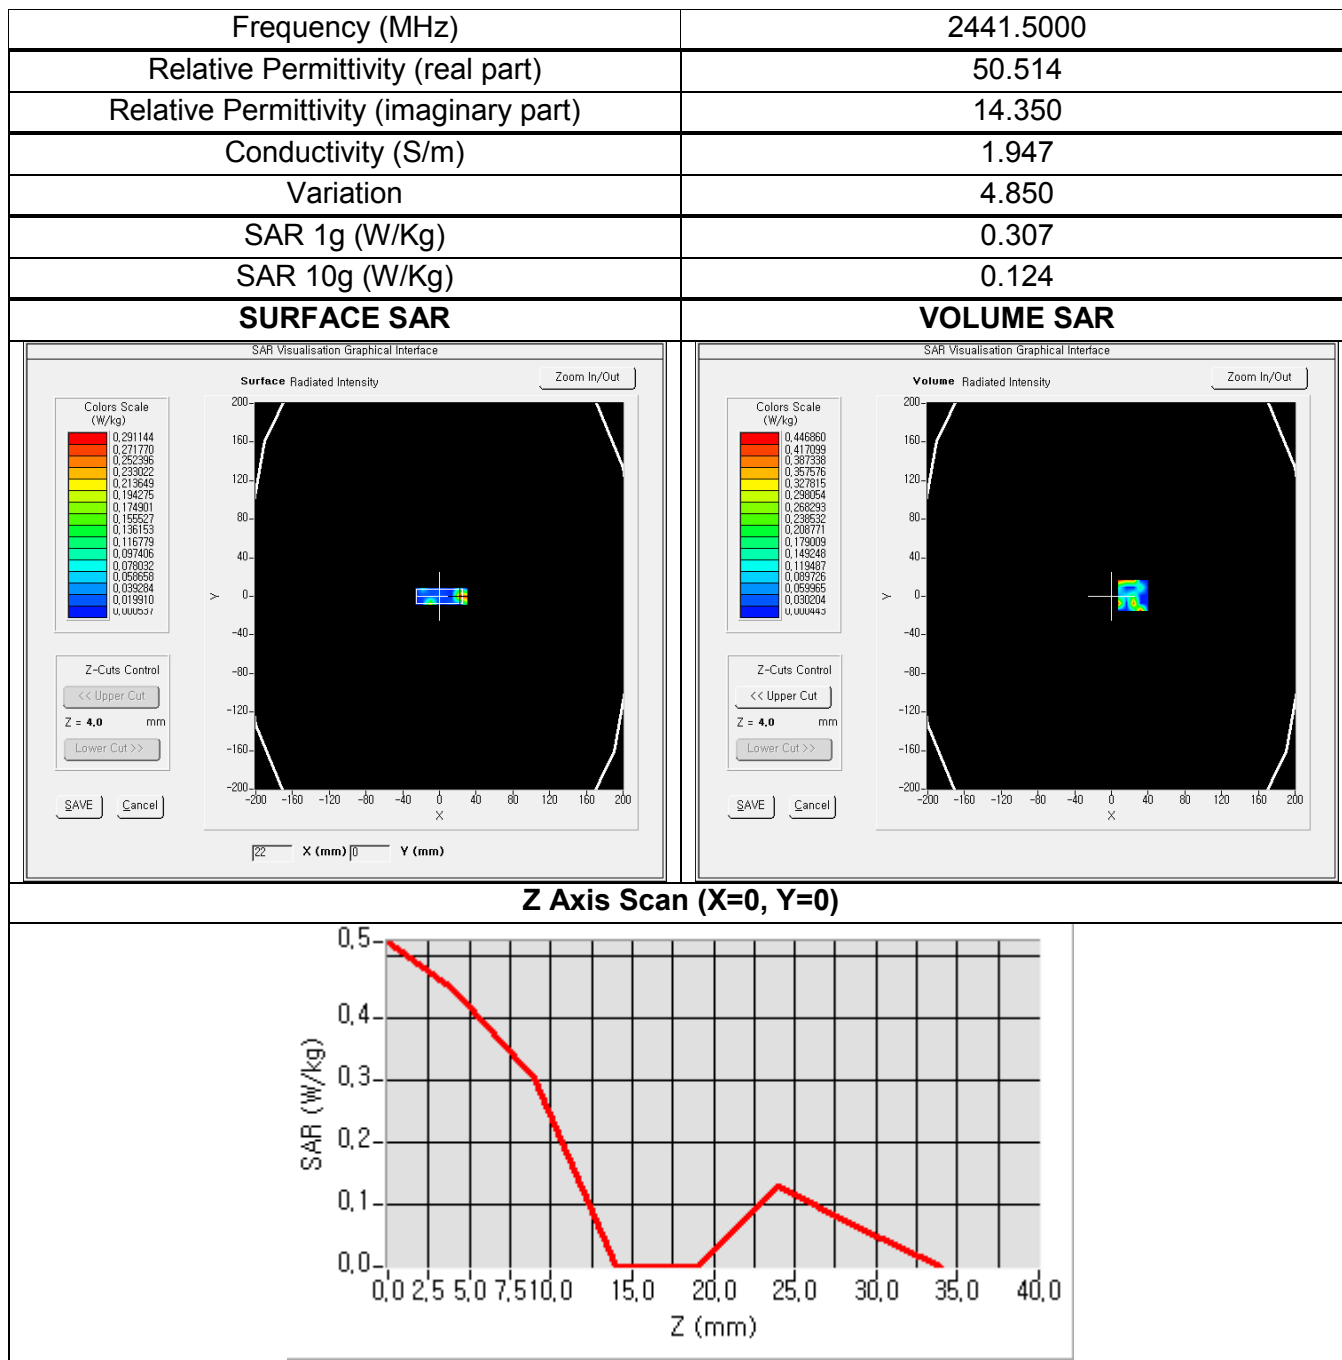 Frequency (MHz) 2441.5000
Relative Permittivity (real part) 50.514
Relative Permittivity (imaginary part) 14.350
Conductivity (S/m) 1.947
Variation 4.850
SAR 1g (W/Kg) 0.307
SAR 10g (W/Kg) 0.124
SURFACE SAR VOLUME SAR
SAR Visualisation Graphical Interface
Surface Radiated Intensity
Zoom In/Out
Colors Scale
(W/kg)
0,291144
0,271770
0,252396
0,233022
0,213649
0,194275
0,174901
0,155527
0,136153
0,116779
0,097406
0,078032
0,058658
0,039284
0,019910
0,000537
200
160
120
80
40
0
-40
-80
-120
-160
-200
Y
-200 -160 -120 -80 -40 0 40 80 120 160 200
X
Z-Cuts Control
<< Upper Cut
Z = 4,0 mm
Lower Cut >>
SAVE Cancel
22 X (mm) 0 Y (mm)
SAR Visualisation Graphical Interface
Volume Radiated Intensity
Zoom In/Out
Colors Scale
(W/kg)
0,446860
0,417099
0,387338
0,357576
0,327815
0,298054
0,268293
0,238532
0,208771
0,179009
0,149248
0,119487
0,089726
0,059965
0,030204
0,000443
200
160
120
80
40
0
-40
-80
-120
-160
-200
Y
-200 -160 -120 -80 -40 0 40 80 120 160 200
X
Z-Cuts Control
<< Upper Cut
Z = 4,0 mm
Lower Cut >>
SAVE Cancel
Z Axis Scan (X=0, Y=0)
0,5
0,4
0,3
0,2
0,1
0,0
SAR (W/kg)
0,0 2,5 5,0 7,5 10,0 15,0 20,0 25,0 30,0 35,0 40,0
Z (mm)